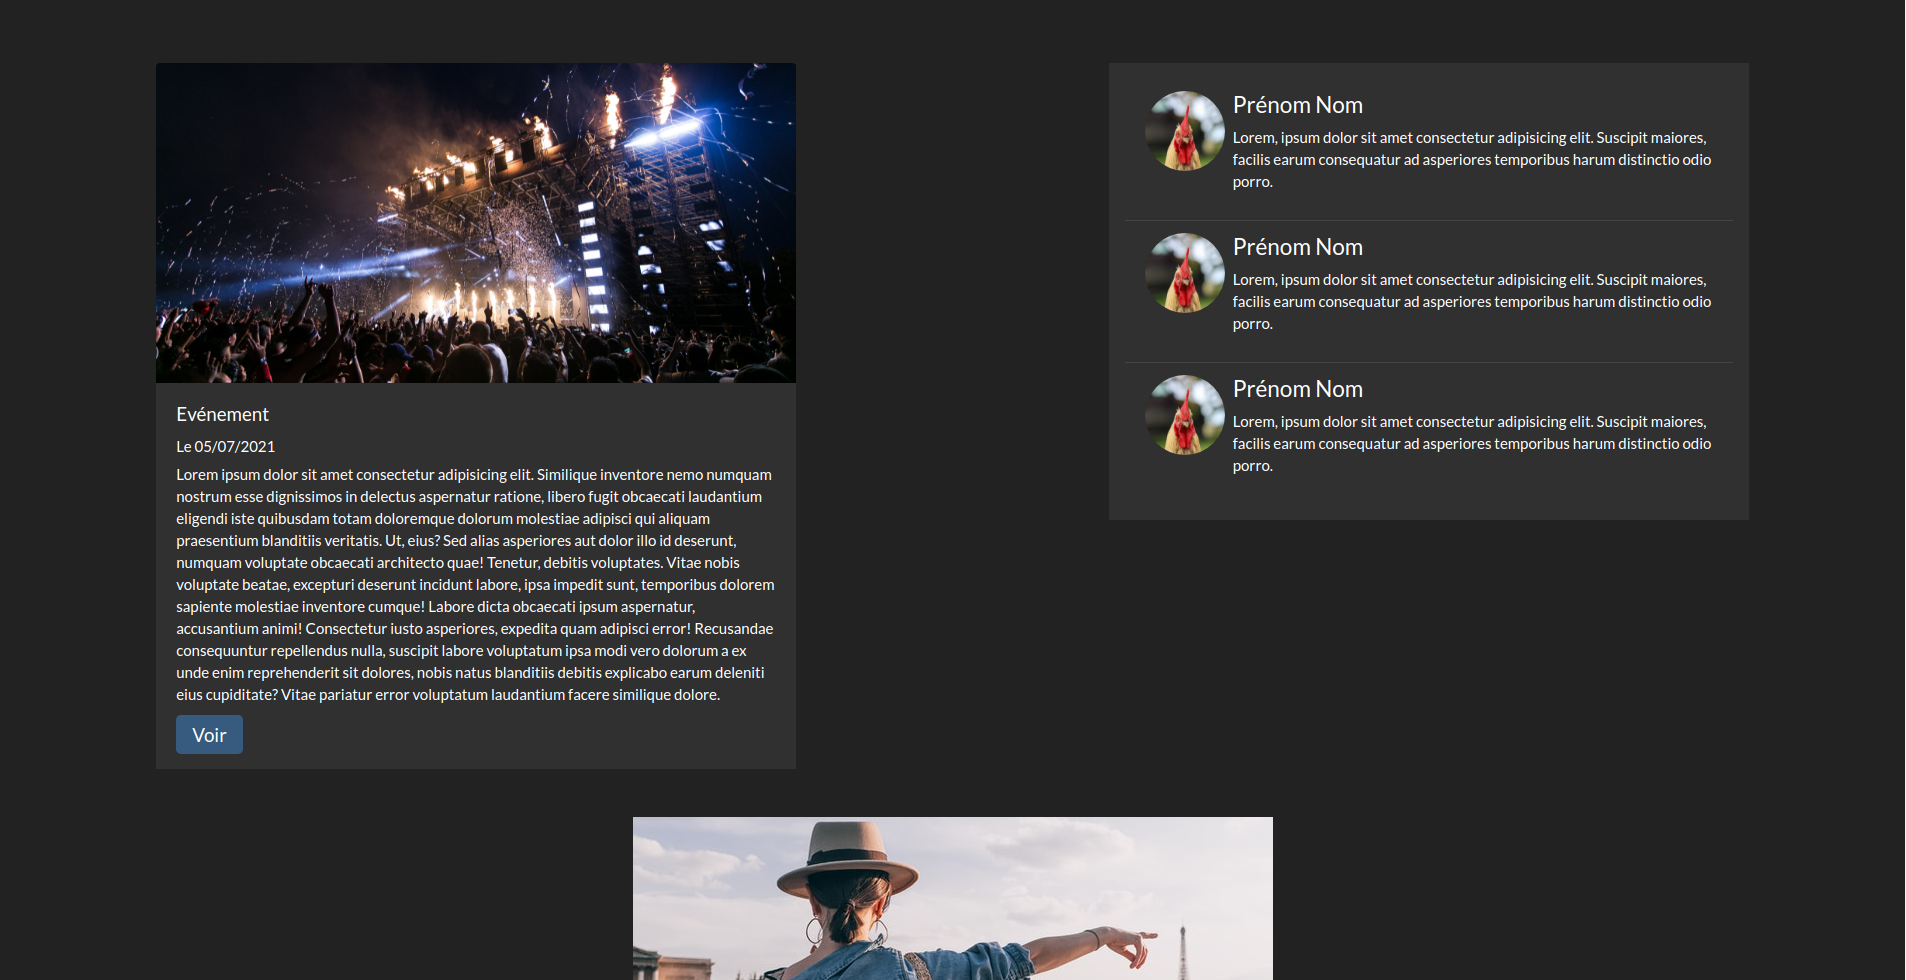 Evénement
Le 05/07/2021
Lorem ipsum dolor sit amet consectetur adipisicing elit. Similique inventore nemo numquam
nostrum esse dignissimos in delectus aspernatur ratione, libero fugit obcaecati laudantium
eligendi iste quibusdam totam doloremque dolorum molestiae adipisci qui aliquam
praesentium blanditiis veritatis. Ut, eius? Sed alias asperiores aut dolor illo id deserunt,
numquam voluptate obcaecati architecto quae! Tenetur, debitis voluptates. Vitae nobis
voluptate beatae, excepturi deserunt incidunt labore, ipsa impedit sunt, temporibus dolorem
sapiente molestiae inventore cumque! Labore dicta obcaecati ipsum aspernatur,
accusantium animi! Consectetur iusto asperiores, expedita quam adipisci error! Recusandae
consequuntur repellendus nulla, suscipit labore voluptatum ipsa modi vero dolorum a ex
unde enim reprehenderit sit dolores, nobis natus blanditiis debitis explicabo earum deleniti
eius cupiditate? Vitae pariatur error voluptatum laudantium facere similique dolore.
Voir
Prénom Nom
Lorem, ipsum dolor sit amet consectetur adipisicing elit. Suscipit maiores,
facilis earum consequatur ad asperiores temporibus harum distinctio odio
porro.
Prénom Nom
Lorem, ipsum dolor sit amet consectetur adipisicing elit. Suscipit maiores,
facilis earum consequatur ad asperiores temporibus harum distinctio odio
porro.
Prénom Nom
Lorem, ipsum dolor sit amet consectetur adipisicing elit. Suscipit maiores,
facilis earum consequatur ad asperiores temporibus harum distinctio odio
porro.